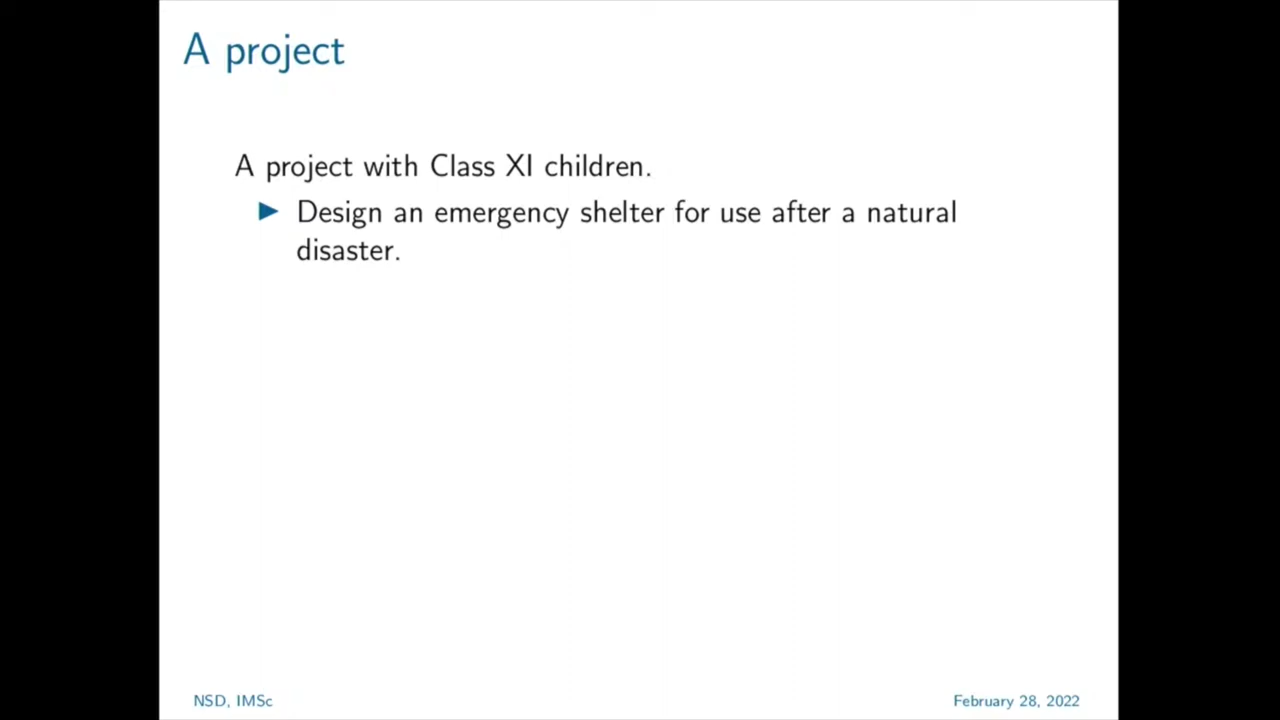 A project
A project with Class XI children.
Design an emergency shelter for use after a natural
disaster.
NSD, IMSc
February 28, 2022